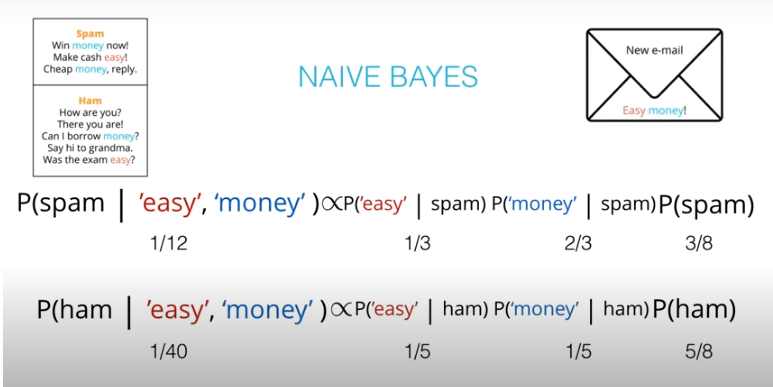 Spam
Win money now!
Make cash easy!
Cheap money, reply.
Ham
How are you?
There you are!
Can I borrow money?
Say hi to grandma.
Was the exam easy?
NAIVE BAYES
New e-mail
Easy money!
P(spam | ’easy’, ‘money’ )∝P(’easy’ | spam) P(‘money’ | spam)P(spam)
1/12 1/3 2/3 3/8
P(ham | ’easy’, ‘money’ )∝P(’easy’ | ham) P(‘money’ | ham)P(ham)
1/40 1/5 1/5 5/8